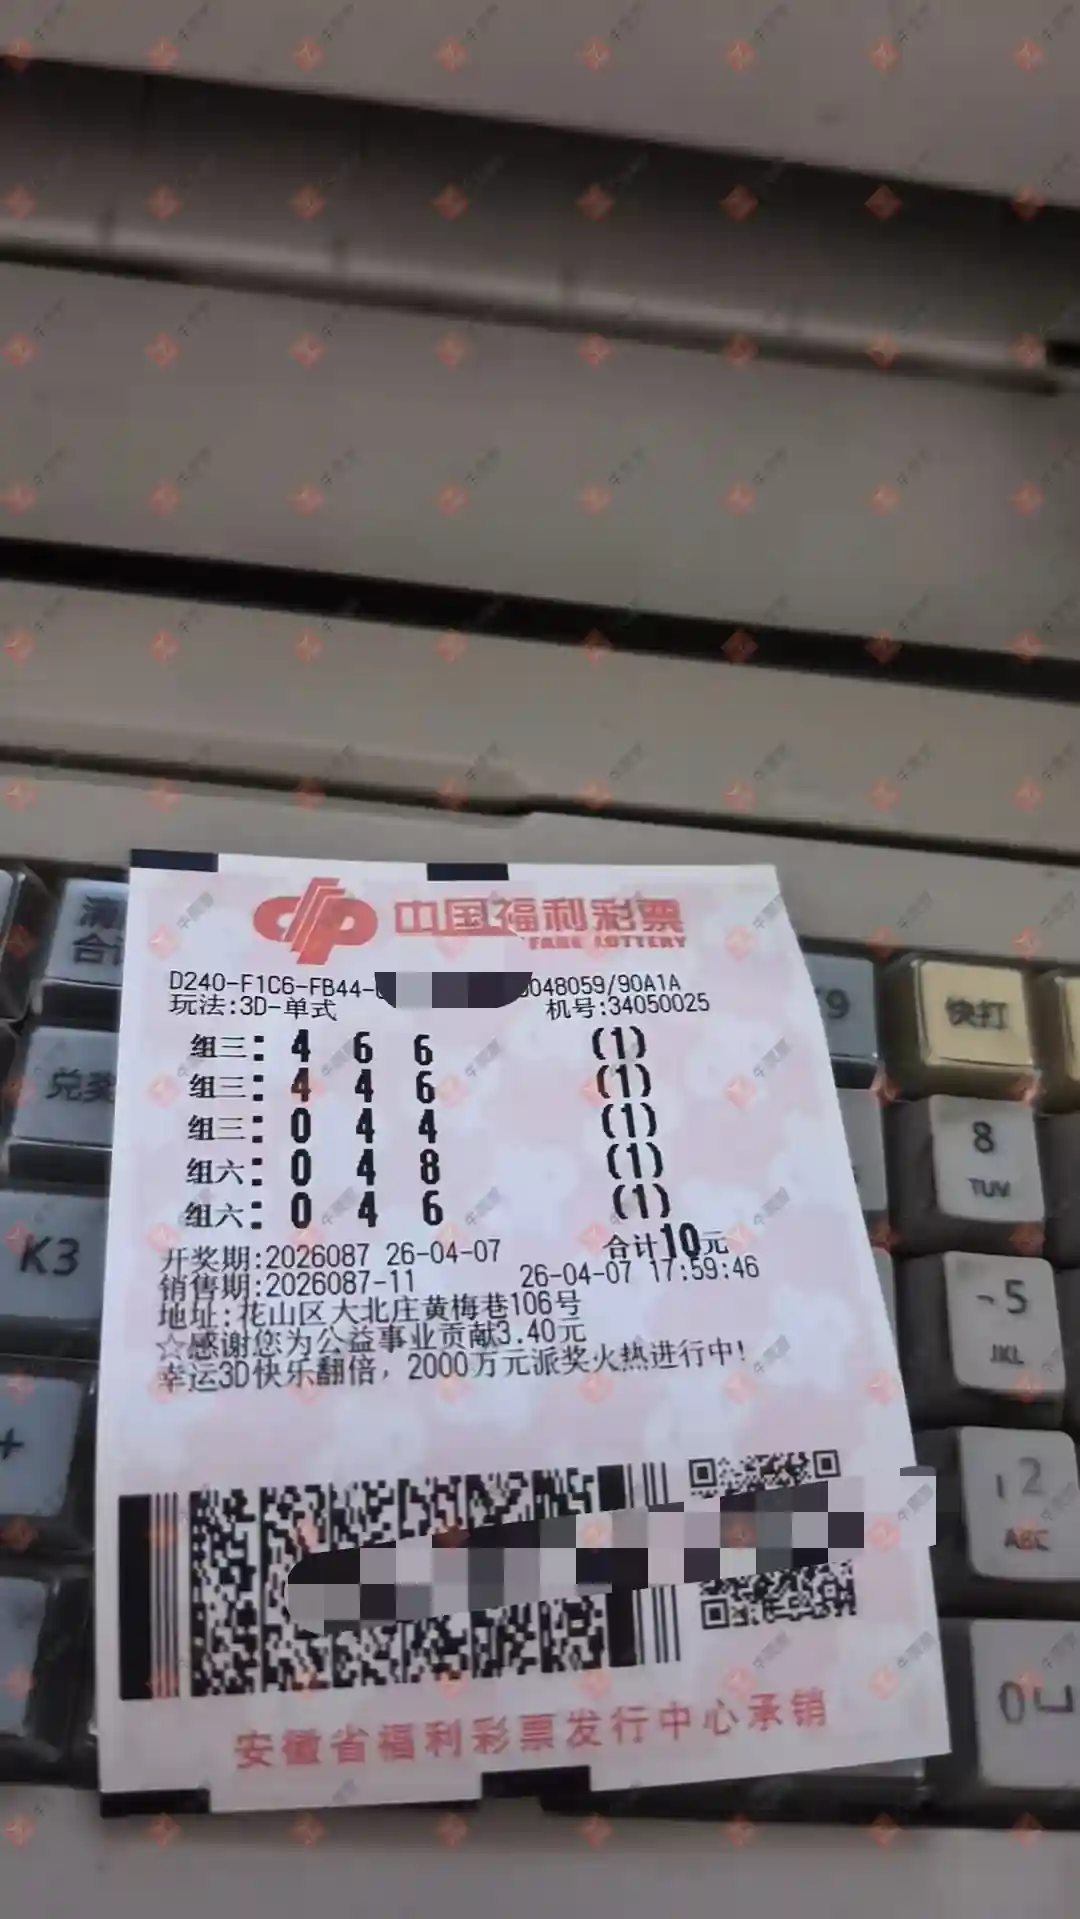 中国福利彩票
D240-F1C6-FB44- 048059/90A1A
玩法:3D-单式 机号:34050025
组三: 4 6 6 (1)
组三: 4 4 6 (1)
组三: 0 4 4 (1)
组六: 0 4 8 (1)
组六: 0 4 6 (1)
合计10元
开奖期:2026087 26-04-07
销售期:2026087-11 26-04-07 17:59:46
地址:花山区大北庄黄梅巷106号
☆感谢您为公益事业贡献3.40元
幸运3D快乐翻倍，2000万元派奖火热进行中!
安徽省福利彩票发行中心承销
快打
8
TUV
K3
5
JKL
2
ABC
+
0